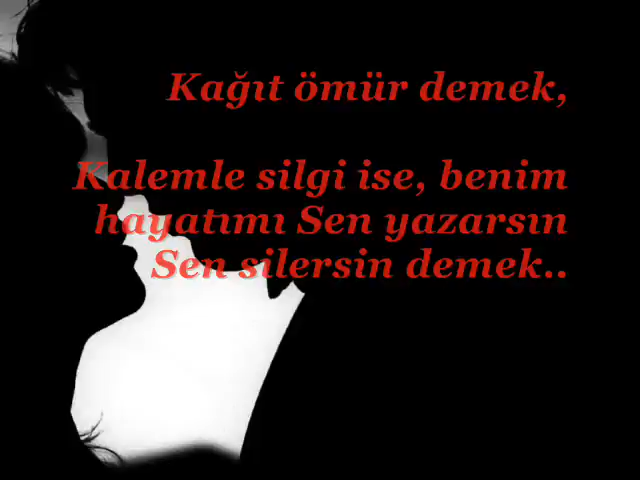 Kağıt ömür demek,
Kalemle silgi ise, benim
hayatımı Sen yazarsın
Sen silersin demek..